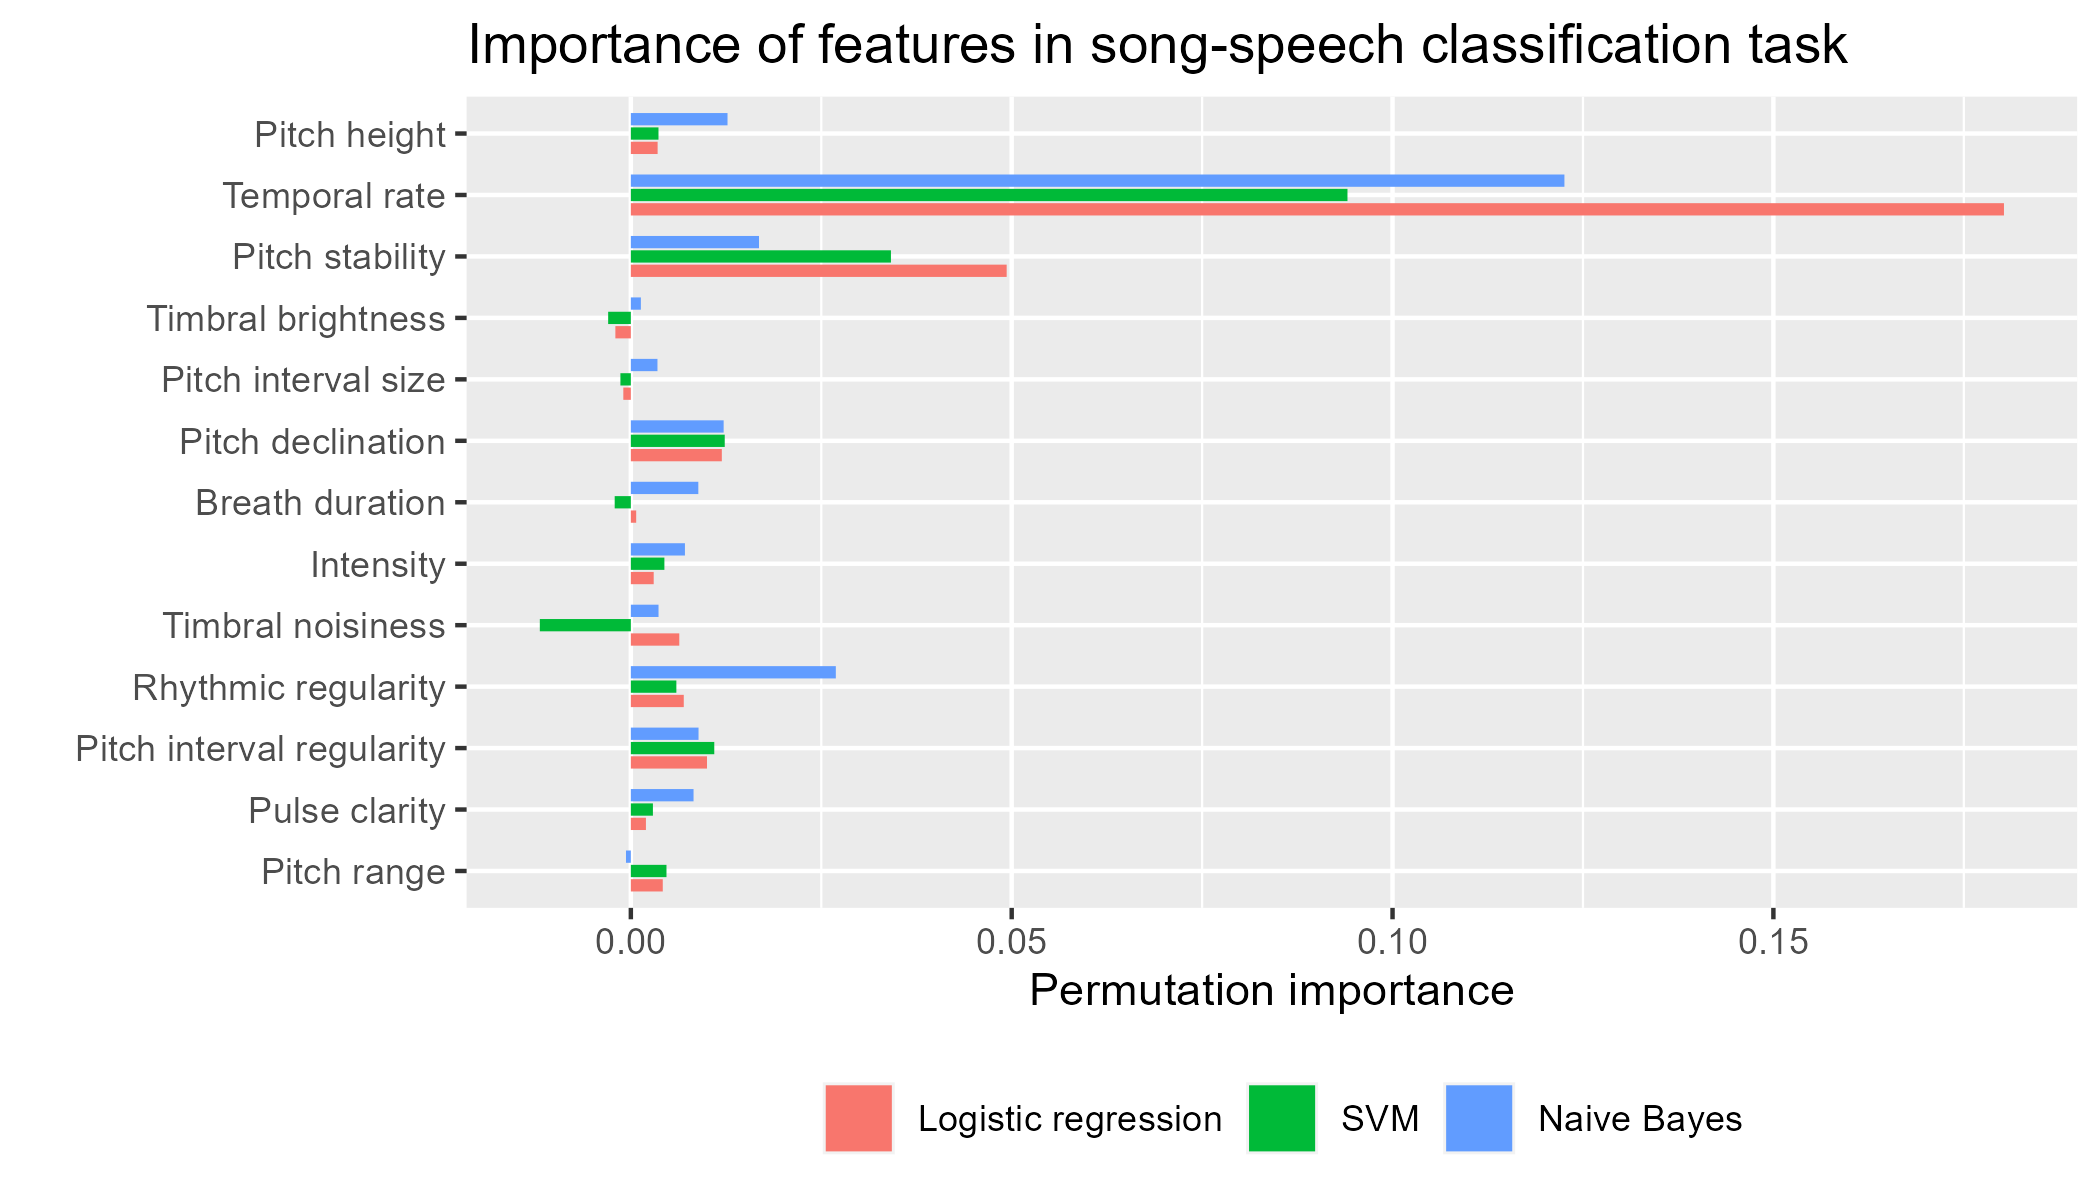 Importance of features in song-speech classification task
Pitch height
Temporal rate
Pitch stability
Timbral brightness
Pitch interval size
Pitch declination
Breath duration
Intensity
Timbral noisiness
Rhythmic regularity
Pitch interval regularity
Pulse clarity
Pitch range
0.00 0.05 0.10 0.15
Permutation importance
Logistic regression SVM Naive Bayes